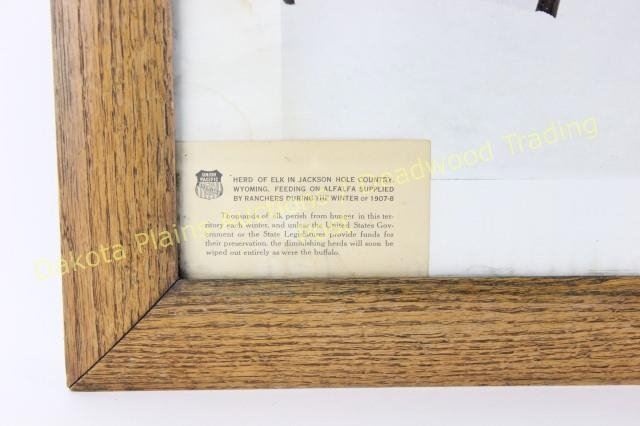 UNION
PACIFIC
HERD OF ELK IN JACKSON HOLE COUNTRY,
WYOMING, FEEDING ON ALFALFA SUPPLIED
BY RANCHERS DURING THE WINTER OF 1907-8
Thousands of elk perish from hunger in this ter-
ritory each winter, and unless the United States Gov-
ernment or the State Legislatures provide funds for
their preservation, the diminishing herds will soon be
wiped out entirely as were the buffalo.
Dakota Plains Auctions - Deadwood Trading